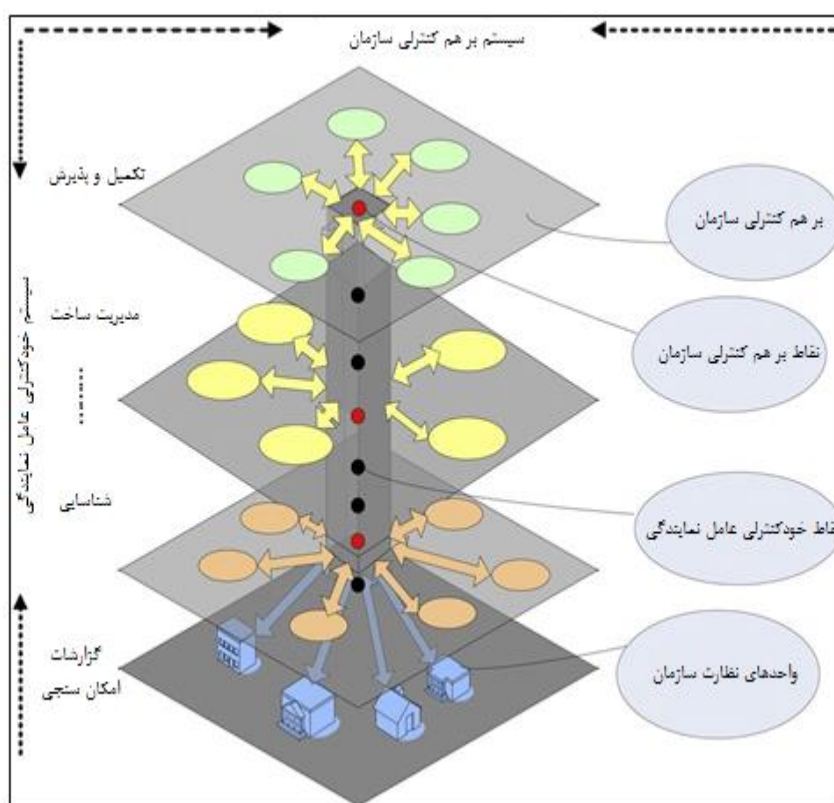 سیستم بر هم کنترلی سازمان
تکمیل و پذیرش
بر هم کنترلی سازمان
مدیریت ساخت
نقاط بر هم کنترلی سازمان
سیستم خودکنترلی عامل نمایندگی
........
شناسایی
قاط خودکنترلی عامل نمایندگی
گزارشات
امکان سنجی
واحدهای نظارت سازمان